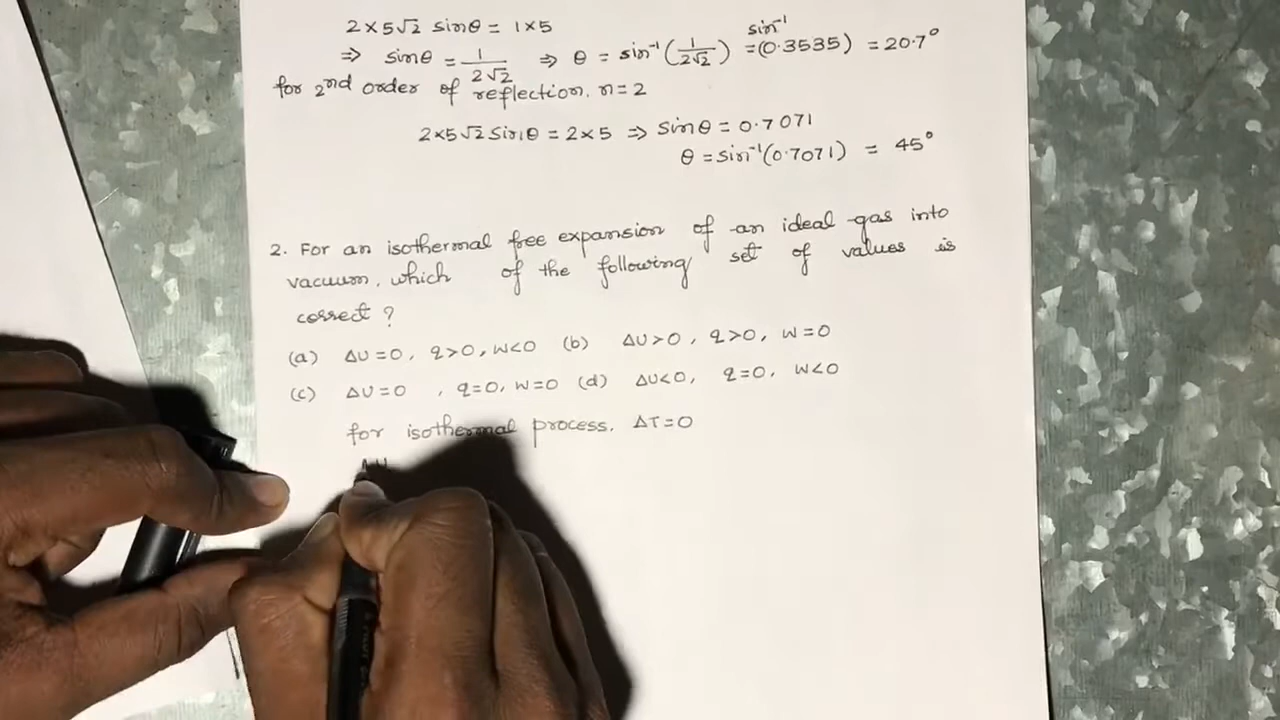 2×5√2 sinθ = 1×5
⇒ sinθ = 1/2√2 ⇒ θ = sin⁻¹(1/2√2) = sin⁻¹(0.3535) = 20.7°
for 2nd order of reflection, n=2
2×5√2 sinθ = 2×5 ⇒ sinθ = 0.7071
θ = sin⁻¹(0.7071) = 45°
2. For an isothermal free expansion of an ideal gas into
vacuum, which of the following set of values is
correct?
(a) ΔU=0, q>0, W<0 (b) ΔU>0, q>0, W=0
(c) ΔU=0, q=0, W=0 (d) ΔU<0, q=0, W<0
for isothermal process, ΔT=0
ΔU